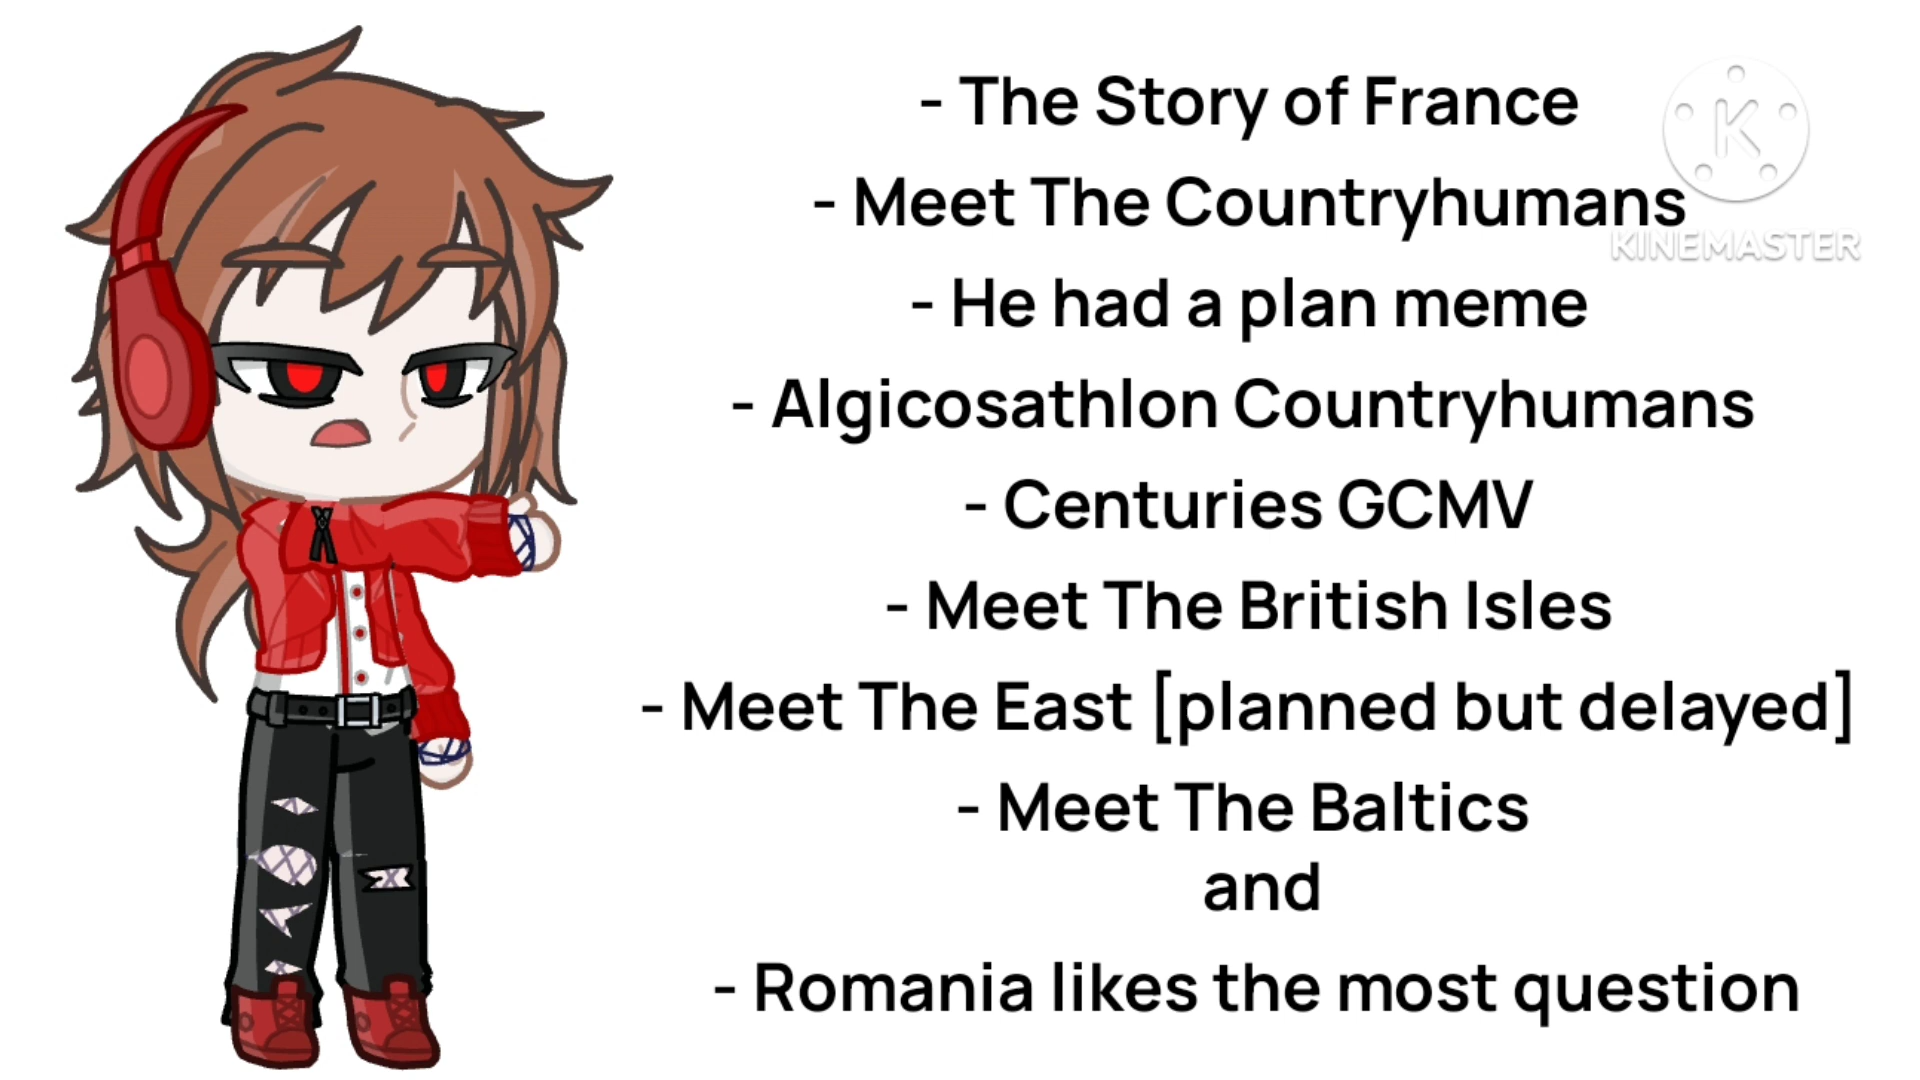 - The Story of France
- Meet The Countryhumans
K
KINEMASTER
- He had a plan meme
- Algicosathlon Countryhumans
- Centuries GCMV
- Meet The British Isles
- Meet The East [planned but delayed]
- Meet The Baltics
and
- Romania likes the most question